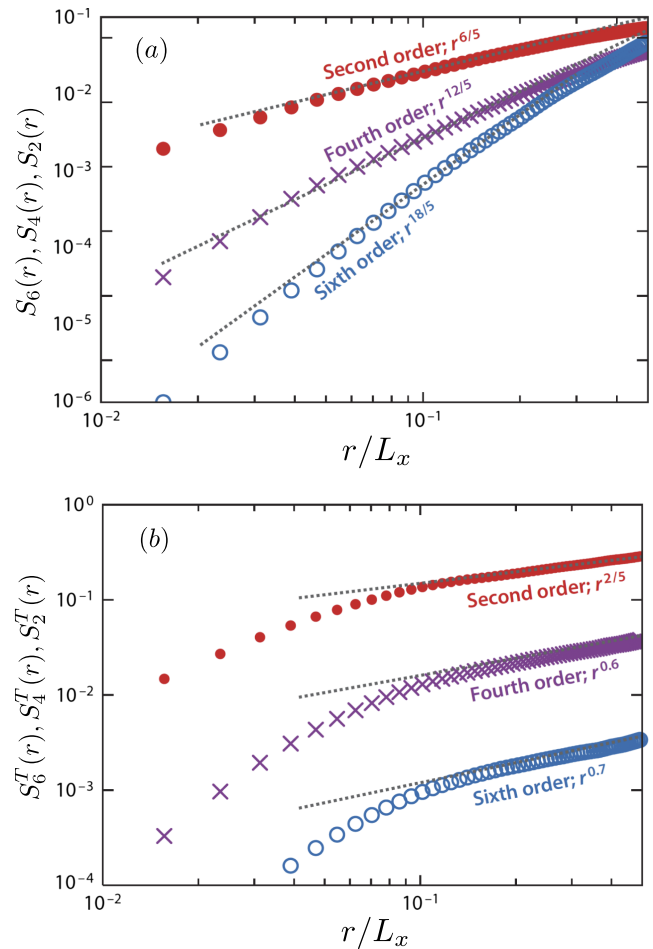 (a)
10^-1
10^-2
10^-3
10^-4
10^-5
10^-6
S_6(r), S_4(r), S_2(r)
Second order; r^6/5
Fourth order; r^12/5
Sixth order; r^18/5
10^-2
10^-1
r/L_x
(b)
10^0
10^-1
10^-2
10^-3
10^-4
S_6^T(r), S_4^T(r), S_2^T(r)
Second order; r^2/5
Fourth order; r^0.6
Sixth order; r^0.7
10^-2
10^-1
r/L_x